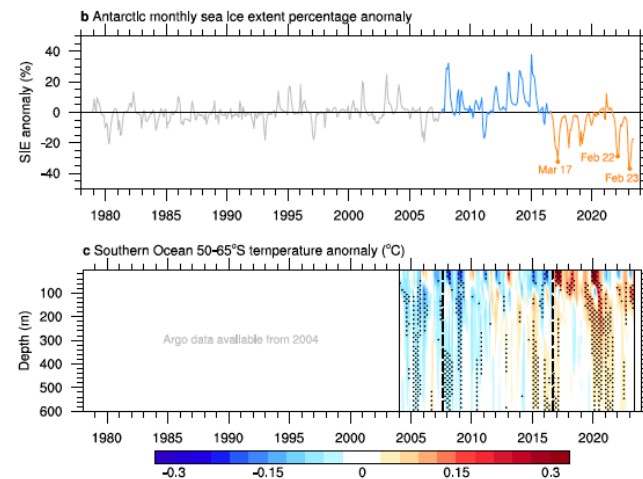 b Antarctic monthly sea ice extent percentage anomaly
SIE anomaly (%)
40
20
0
-20
-40
Mar 17
Feb 22
Feb 23
1980 1985 1990 1995 2000 2005 2010 2015 2020
c Southern Ocean 50-65°S temperature anomaly (°C)
Depth (m)
100
200
300
400
500
600
Argo data available from 2004
1980 1985 1990 1995 2000 2005 2010 2015 2020
-0.3 -0.15 0 0.15 0.3